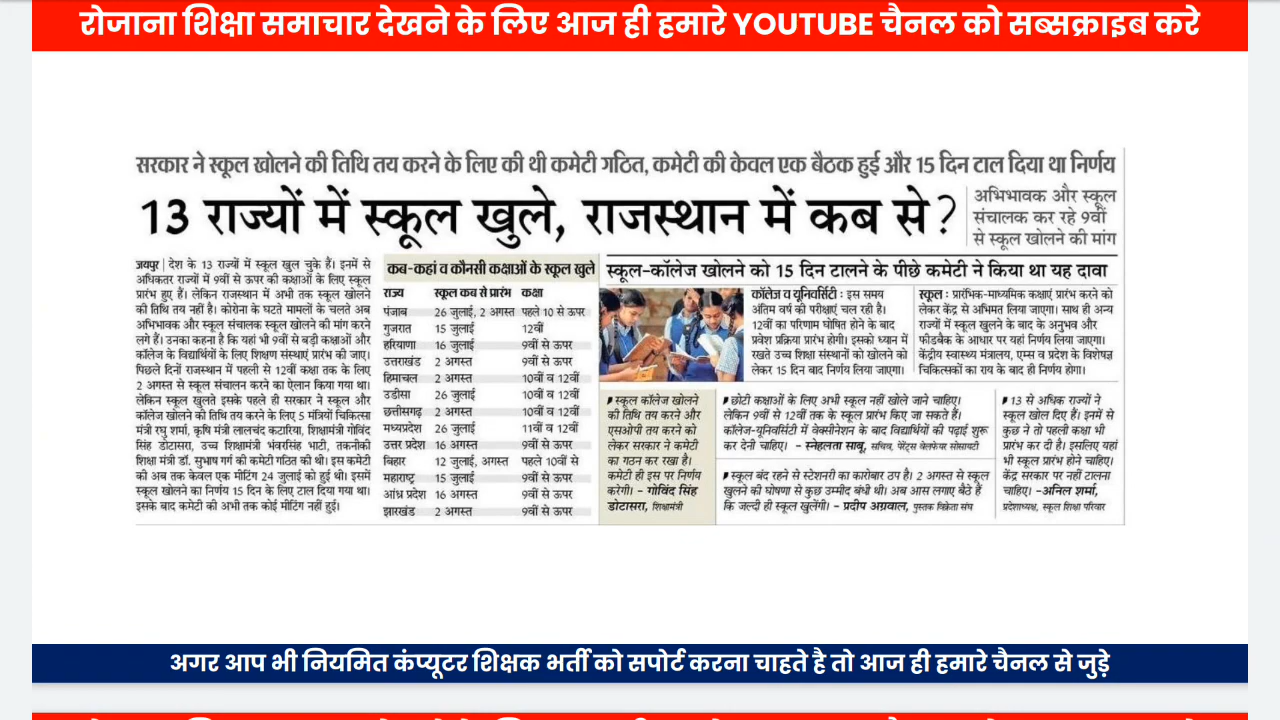 रोजाना शिक्षा समाचार देखने के लिए आज ही हमारे YOUTUBE चैनल को सब्सक्राइब करे
सरकार ने स्कूल खोलने की तिथि तय करने के लिए की थी कमेटी गठित, कमेटी की केवल एक बैठक हुई और 15 दिन टाल दिया था निर्णय
13 राज्यों में स्कूल खुले, राजस्थान में कब से?
अभिभावक और स्कूल
संचालक कर रहे 9वीं
से स्कूल खोलने की मांग
जयपुर | देश के 13 राज्यों में स्कूल खुल चुके हैं। इनमें से
अधिकतर राज्यों में 9वीं से ऊपर की कक्षाओं के लिए स्कूल
प्रारंभ हुए हैं। लेकिन राजस्थान में अभी तक स्कूल खोलने
की तिथि तय नहीं है। कोरोना के घटते मामलों के चलते अब
अभिभावक और स्कूल संचालक स्कूल खोलने की मांग करने
लगे हैं। उनका कहना है कि यहां भी 9वीं से बड़ी कक्षाओं और
कॉलेज के विद्यार्थियों के लिए शिक्षण संस्थाएं प्रारंभ की जाए।
पिछले दिनों राजस्थान में पहली से 12वीं कक्षा तक के लिए
2 अगस्त से स्कूल संचालन करने का ऐलान किया गया था।
लेकिन स्कूल खुलते इसके पहले ही सरकार ने स्कूल और
कॉलेज खोलने की तिथि तय करने के लिए 5 मंत्रियों चिकित्सा
मंत्री रघु शर्मा, कृषि मंत्री लालचंद कटारिया, शिक्षामंत्री गोविंद
सिंह डोटासरा, उच्च शिक्षामंत्री भंवरसिंह भाटी, तकनीकी
शिक्षा मंत्री डॉ. सुभाष गर्ग की कमेटी गठित की थी। इस कमेटी
की अब तक केवल एक मीटिंग 24 जुलाई को हुई थी। इसमें
स्कूल खोलने का निर्णय 15 दिन के लिए टाल दिया गया था।
इसके बाद कमेटी की अभी तक कोई मीटिंग नहीं हुई।
कब-कहां व कौनसी कक्षाओं के स्कूल खुले
राज्य स्कूल कब से प्रारंभ कक्षा
पंजाब 26 जुलाई, 2 अगस्त पहले 10 से ऊपर
गुजरात 15 जुलाई 12वीं
हरियाणा 16 जुलाई 9वीं से ऊपर
उत्तराखंड 2 अगस्त 9वीं से ऊपर
हिमाचल 2 अगस्त 10वीं व 12वीं
उडीसा 26 जुलाई 10वीं व 12वीं
छत्तीसगढ़ 2 अगस्त 10वीं व 12वीं
मध्यप्रदेश 26 जुलाई 11वीं व 12वीं
उत्तर प्रदेश 16 अगस्त 9वीं से ऊपर
बिहार 12 जुलाई, अगस्त पहले 10वीं से
महाराष्ट्र 15 जुलाई 9वीं से ऊपर
आंध्र प्रदेश 16 अगस्त 9वीं से ऊपर
झारखंड 2 अगस्त 9वीं से ऊपर
स्कूल-कॉलेज खोलने को 15 दिन टालने के पीछे कमेटी ने किया था यह दावा
कॉलेज व यूनिवर्सिटी : इस समय
अंतिम वर्ष की परीक्षाएं चल रही है।
12वीं का परिणाम घोषित होने के बाद
प्रवेश प्रक्रिया प्रारंभ होगी। इसको ध्यान में
रखते उच्च शिक्षा संस्थानों को खोलने को
लेकर 15 दिन बाद निर्णय लिया जाएगा।
स्कूल : प्रारंभिक-माध्यमिक कक्षाएं प्रारंभ करने को
लेकर केंद्र से अभिमत लिया जाएगा। साथ ही अन्य
राज्यों में स्कूल खुलने के बाद के अनुभव और
फीडबैक के आधार पर यहां निर्णय लिया जाएगा।
केंद्रीय स्वास्थ्य मंत्रालय, एम्स व प्रदेश के विशेषज्ञ
चिकित्सकों का राय के बाद ही निर्णय होगा।
स्कूल कॉलेज खोलने
की तिथि तय करने और
एसओपी तय करने को
लेकर सरकार ने कमेटी
का गठन कर रखा है।
कमेटी ही इस पर निर्णय
करेगी। - गोविंद सिंह
डोटासरा, शिक्षामंत्री
छोटी कक्षाओं के लिए अभी स्कूल नहीं खोले जाने चाहिए।
लेकिन 9वीं से 12वीं तक के स्कूल प्रारंभ किए जा सकते हैं।
कॉलेज-यूनिवर्सिटी में वेक्सीनेशन के बाद विद्यार्थियों की पढ़ाई शुरू
कर देनी चाहिए। - स्नेहलता साबू, सचिव, पेरेंट्स वेलफेयर सोसायटी
स्कूल बंद रहने से स्टेशनरी का कारोबार ठप है। 2 अगस्त से स्कूल
खुलने की घोषणा से कुछ उम्मीद बंधी थी। अब आस लगाए बैठे हैं
कि जल्दी ही स्कूल खुलेंगी। - प्रदीप अग्रवाल, पुस्तक विक्रेता संघ
13 से अधिक राज्यों ने
स्कूल खोल दिए हैं। इनमें से
कुछ ने तो पहली कक्षा भी
प्रारंभ कर दी है। इसलिए यहां
भी स्कूल प्रारंभ होने चाहिए।
केंद्र सरकार पर नहीं टालना
चाहिए। -अनिल शर्मा,
प्रदेशाध्यक्ष, स्कूल शिक्षा परिवार
अगर आप भी नियमित कंप्यूटर शिक्षक भर्ती को सपोर्ट करना चाहते है तो आज ही हमारे चैनल से जुड़े